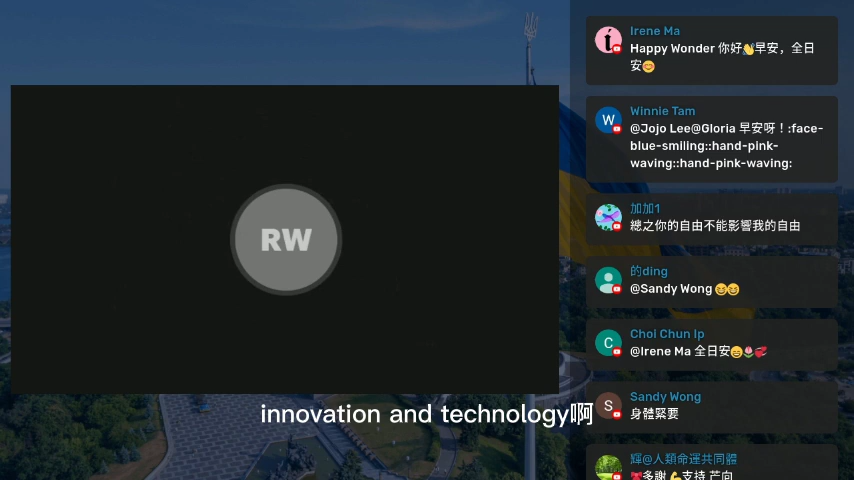 RW
innovation and technology啊
Irene Ma
Happy Wonder 你好👋早安，全日
安😊
W
Winnie Tam
@Jojo Lee@Gloria 早安呀！:face-
blue-smiling::hand-pink-
waving::hand-pink-waving:
加加1
總之你的自由不能影響我的自由
的ding
@Sandy Wong 😆😆
C
Choi Chun Ip
@Irene Ma 全日安😄🌷💞
S
Sandy Wong
身體緊要
輝@人類命運共同體
🎀多謝💪支持 芒向